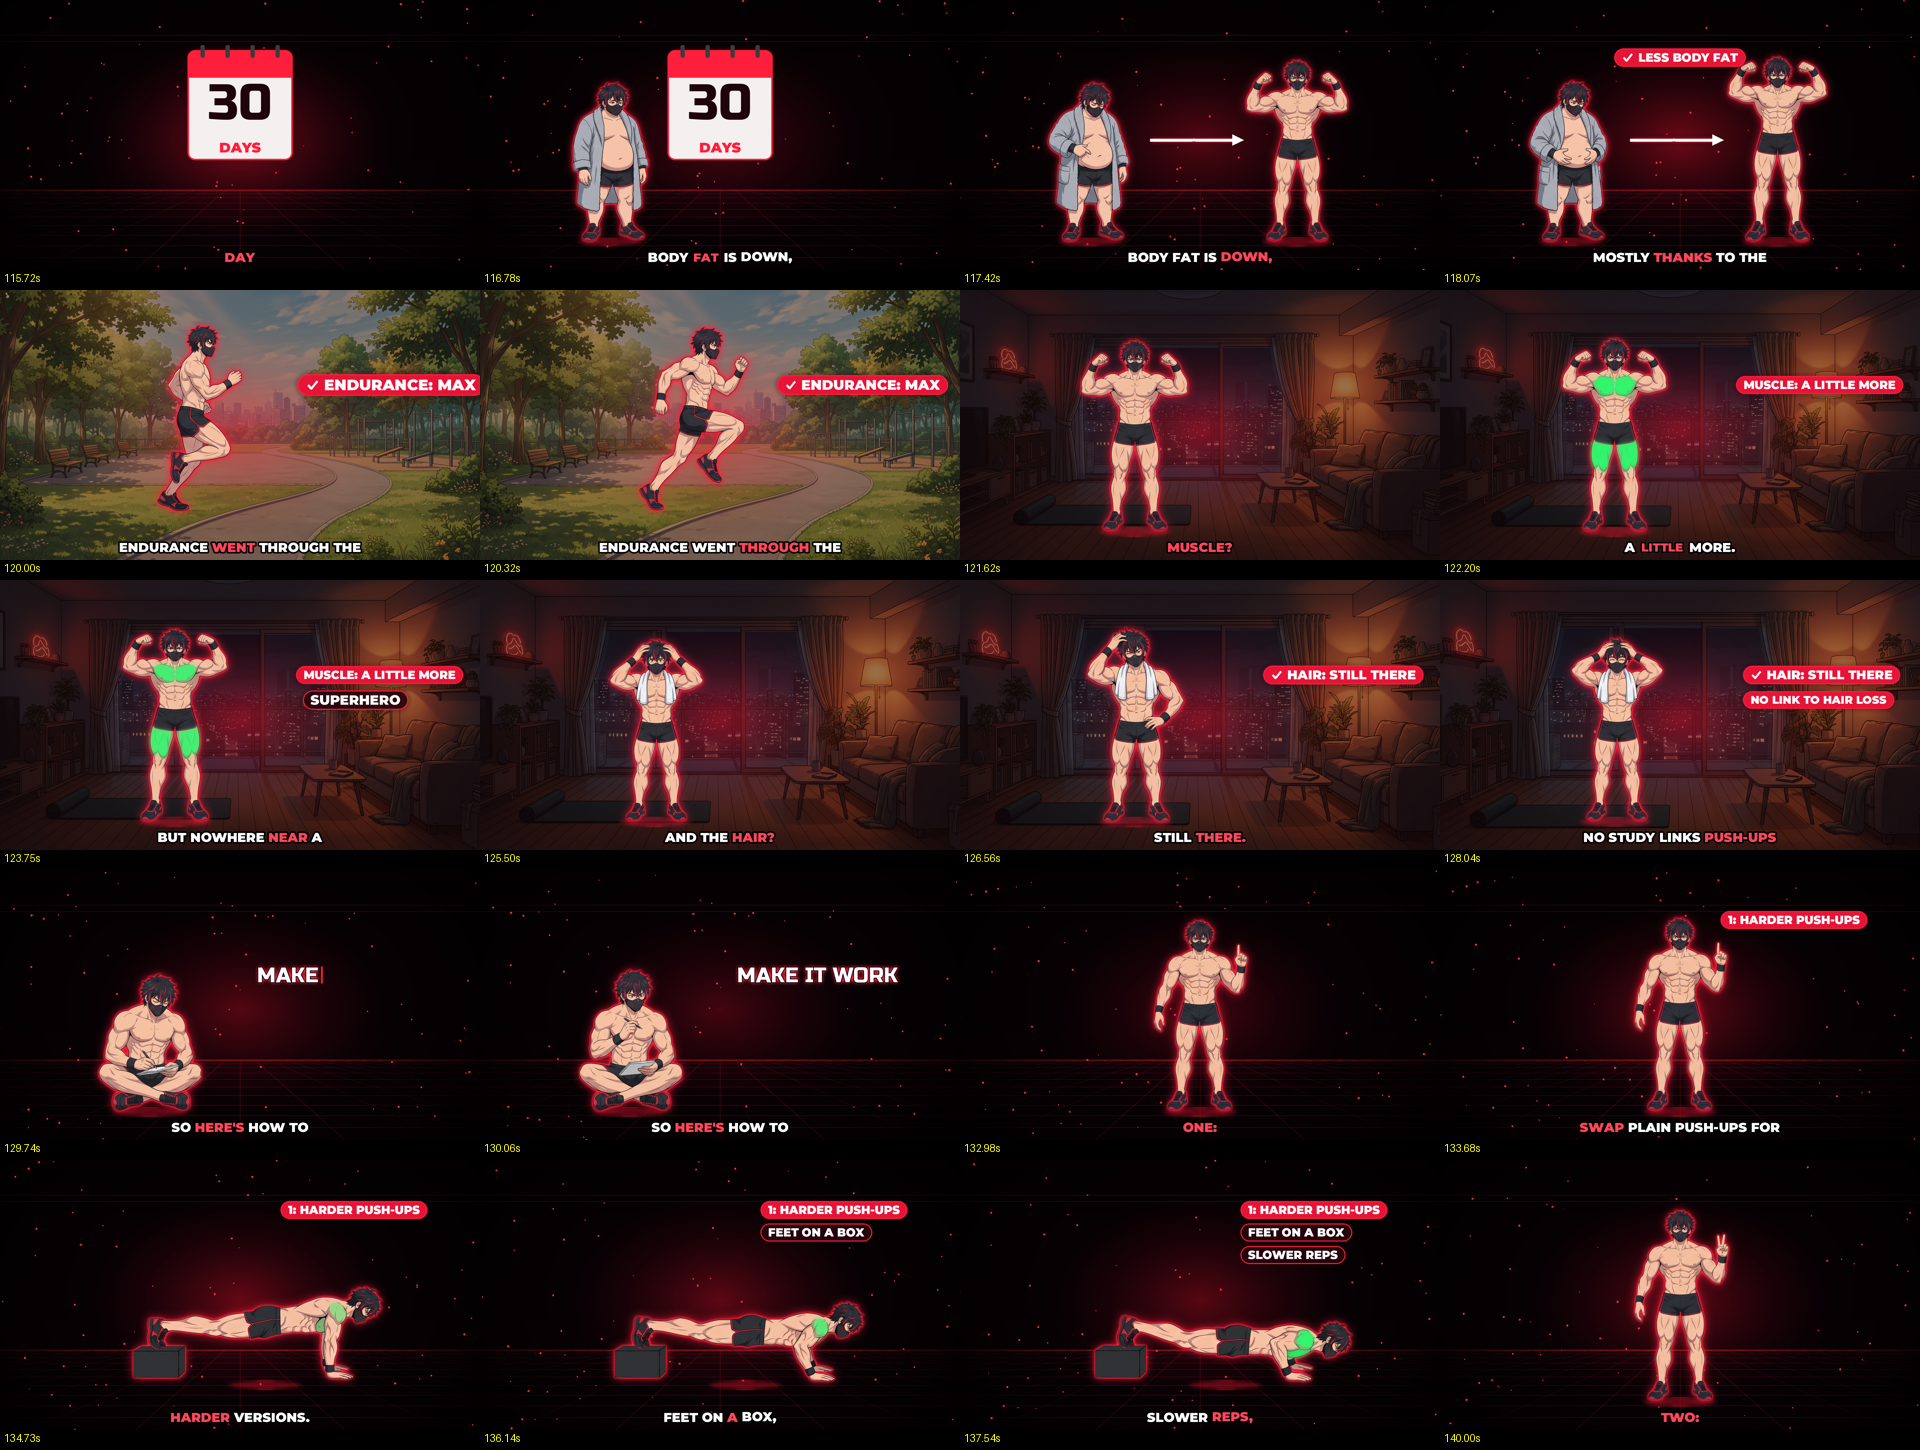 30
DAYS
DAY
115.72s
30
DAYS
BODY FAT IS DOWN,
116.78s
BODY FAT IS DOWN,
117.42s
✓ LESS BODY FAT
MOSTLY THANKS TO THE
118.07s
✓ ENDURANCE: MAX
ENDURANCE WENT THROUGH THE
120.00s
✓ ENDURANCE: MAX
ENDURANCE WENT THROUGH THE
120.32s
MUSCLE?
121.62s
MUSCLE: A LITTLE MORE
A LITTLE MORE.
122.20s
MUSCLE: A LITTLE MORE
SUPERHERO
BUT NOWHERE NEAR A
123.75s
AND THE HAIR?
125.50s
✓ HAIR: STILL THERE
STILL THERE.
126.56s
✓ HAIR: STILL THERE
NO LINK TO HAIR LOSS
NO STUDY LINKS PUSH-UPS
128.04s
MAKE
SO HERE'S HOW TO
129.74s
MAKE IT WORK
SO HERE'S HOW TO
130.06s
ONE:
132.98s
1: HARDER PUSH-UPS
SWAP PLAIN PUSH-UPS FOR
133.68s
1: HARDER PUSH-UPS
HARDER VERSIONS.
134.73s
1: HARDER PUSH-UPS
FEET ON A BOX
FEET ON A BOX,
136.14s
1: HARDER PUSH-UPS
FEET ON A BOX
SLOWER REPS
SLOWER REPS,
137.54s
TWO:
140.00s